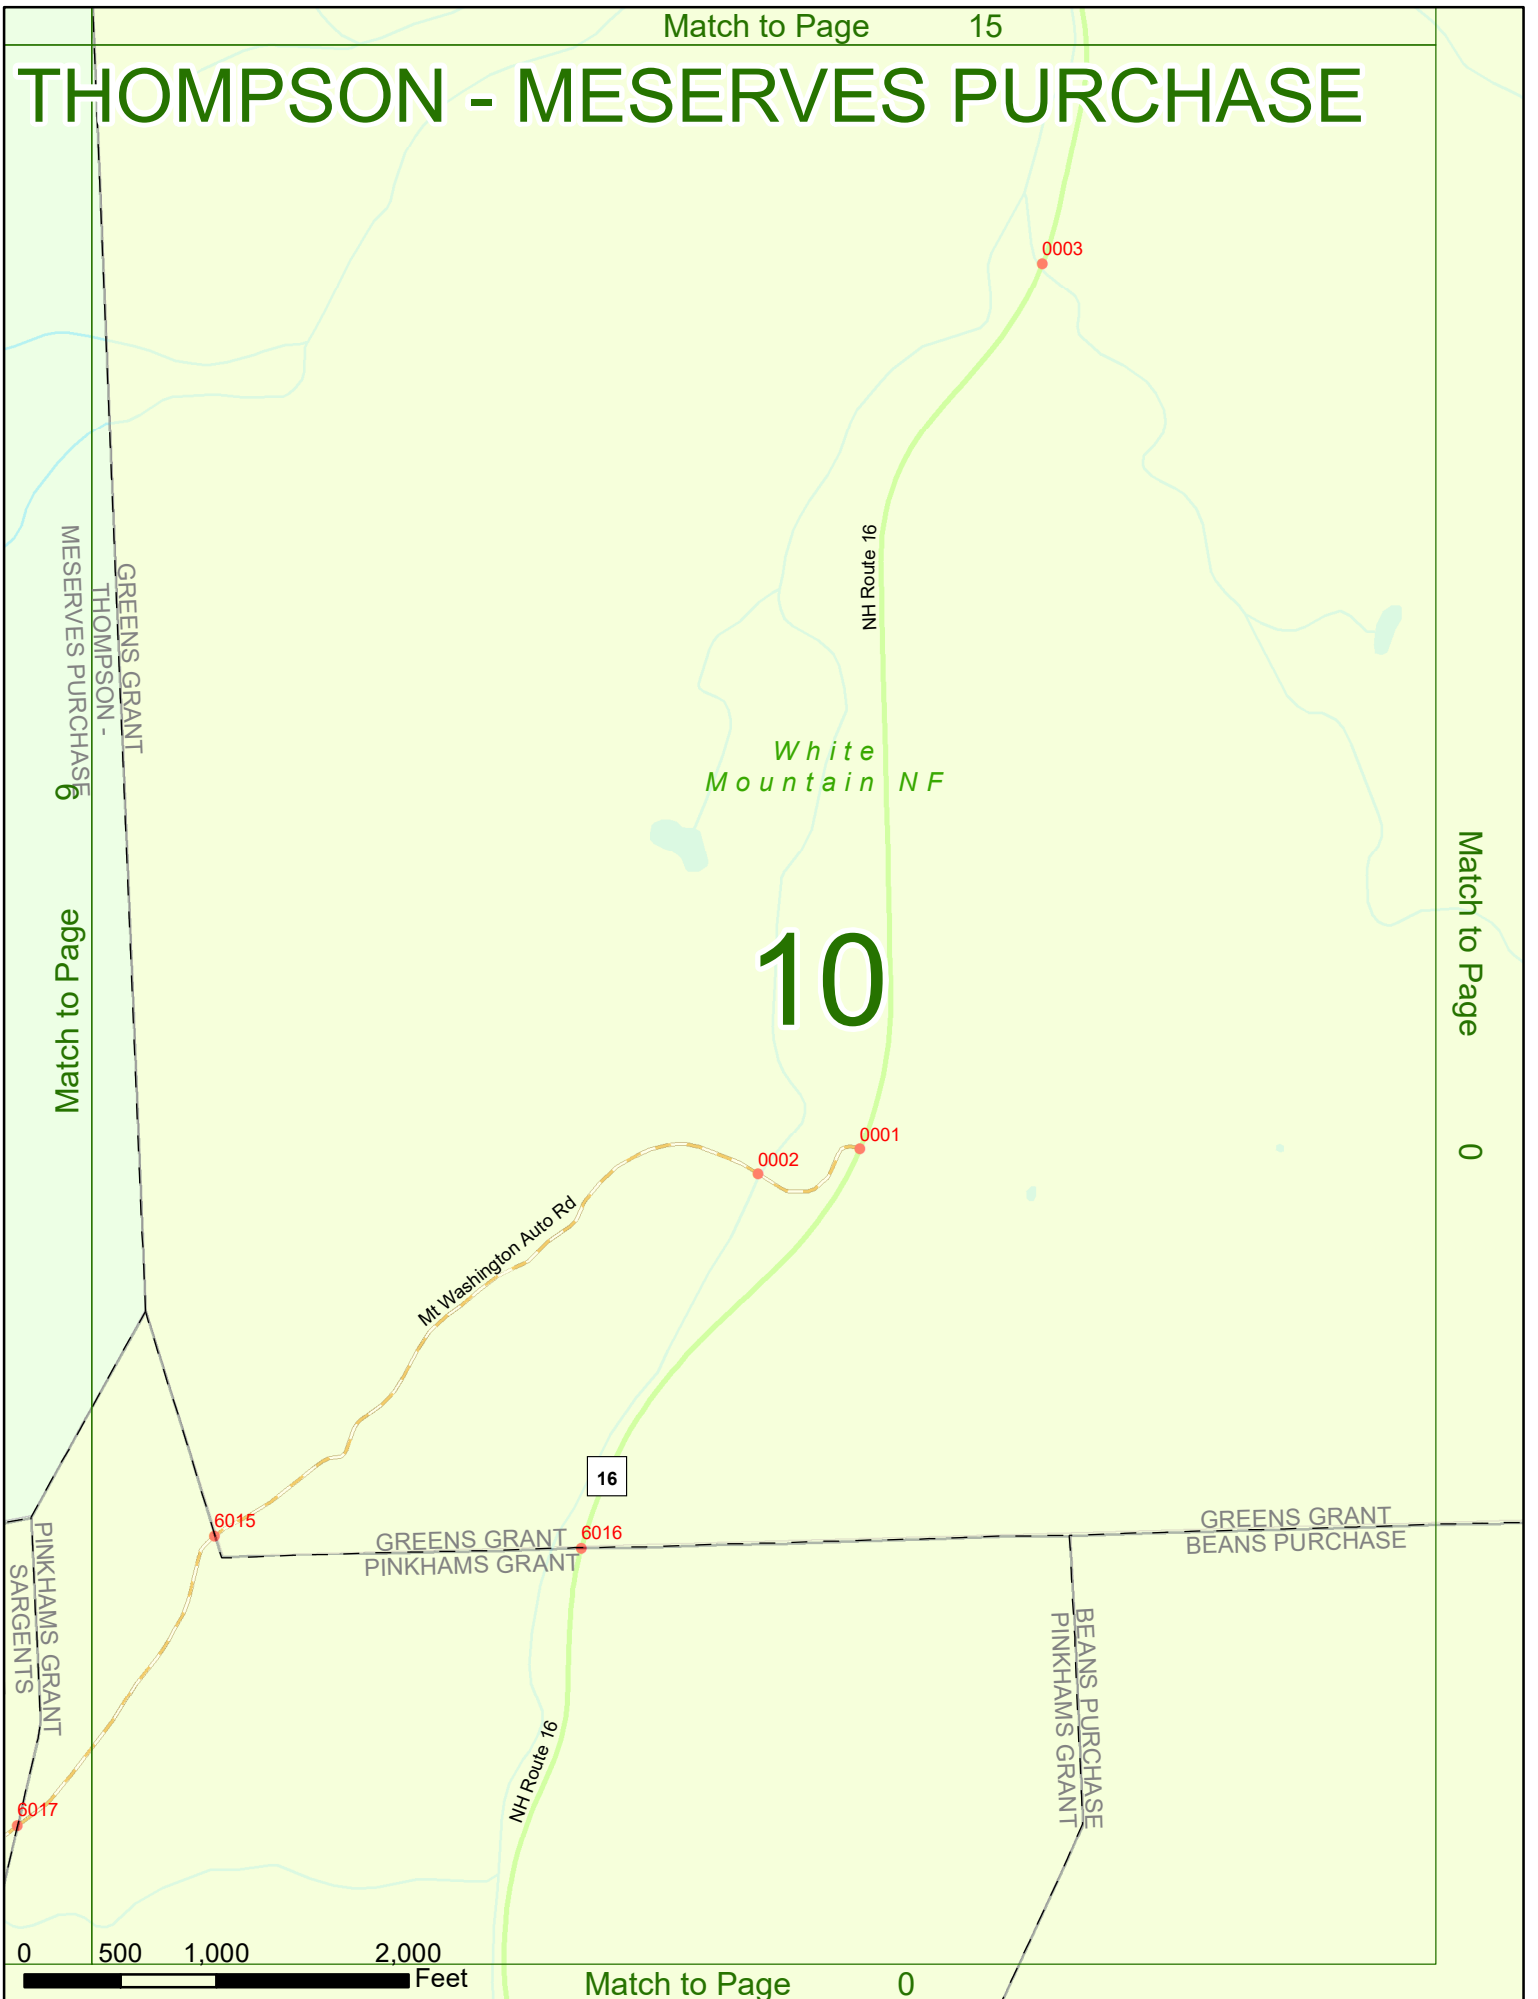 Match to Page 15
THOMPSON - MESERVES PURCHASE
0003
NH Route 16
GREENS GRANT
THOMPSON -
MESERVES PURCHASE
White
Mountain NF
Match to Page 9
10
Match to Page 0
0001
0002
Mt Washington Auto Rd
16
6015
6016
GREENS GRANT
PINKHAMS GRANT
GREENS GRANT
BEANS PURCHASE
PINKHAMS GRANT
SARGENTS
BEANS PURCHASE
PINKHAMS GRANT
NH Route 16
6017
0 500 1,000 2,000
Feet
Match to Page 0